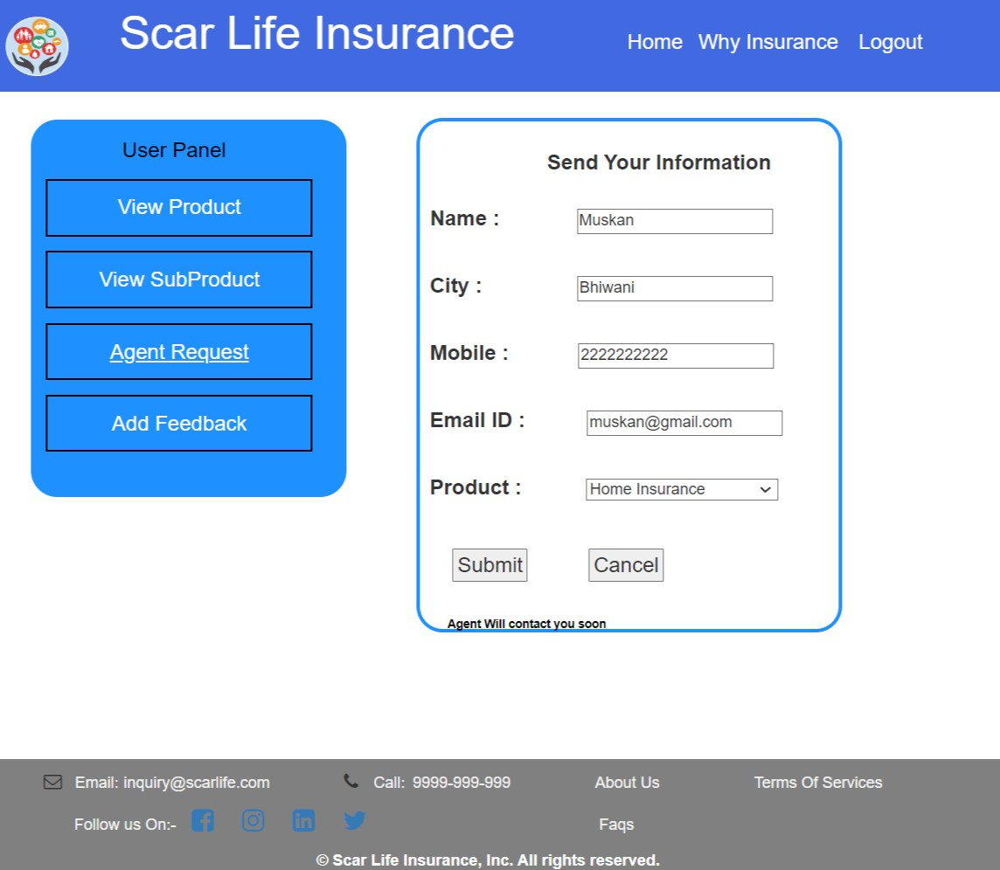 Scar Life Insurance
Home Why Insurance Logout
User Panel
View Product
View SubProduct
Agent Request
Add Feedback
Send Your Information
Name : Muskan
City : Bhiwani
Mobile : 2222222222
Email ID : muskan@gmail.com
Product : Home Insurance
Submit Cancel
Agent Will contact you soon
Email: inquiry@scarlife.com Call: 9999-999-999 About Us Terms Of Services
Follow us On:- Faqs
© Scar Life Insurance, Inc. All rights reserved.